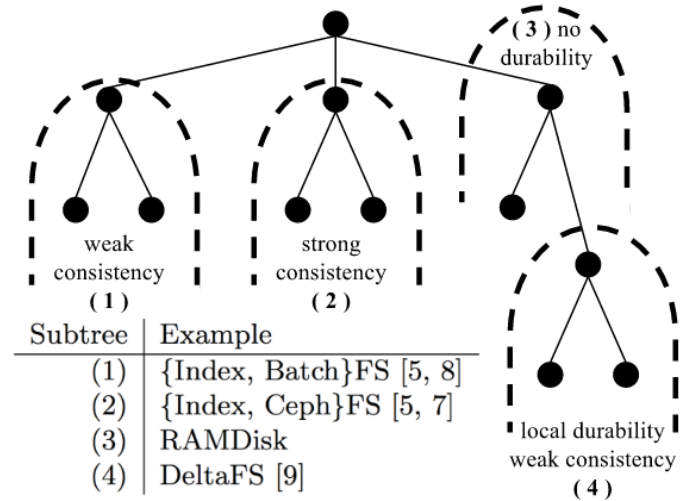 ( 3 ) no
durability
weak
consistency
( 1 )
strong
consistency
( 2 )
local durability
weak consistency
( 4 )
Subtree Example
(1) {Index, Batch}FS [5, 8]
(2) {Index, Ceph}FS [5, 7]
(3) RAMDisk
(4) DeltaFS [9]